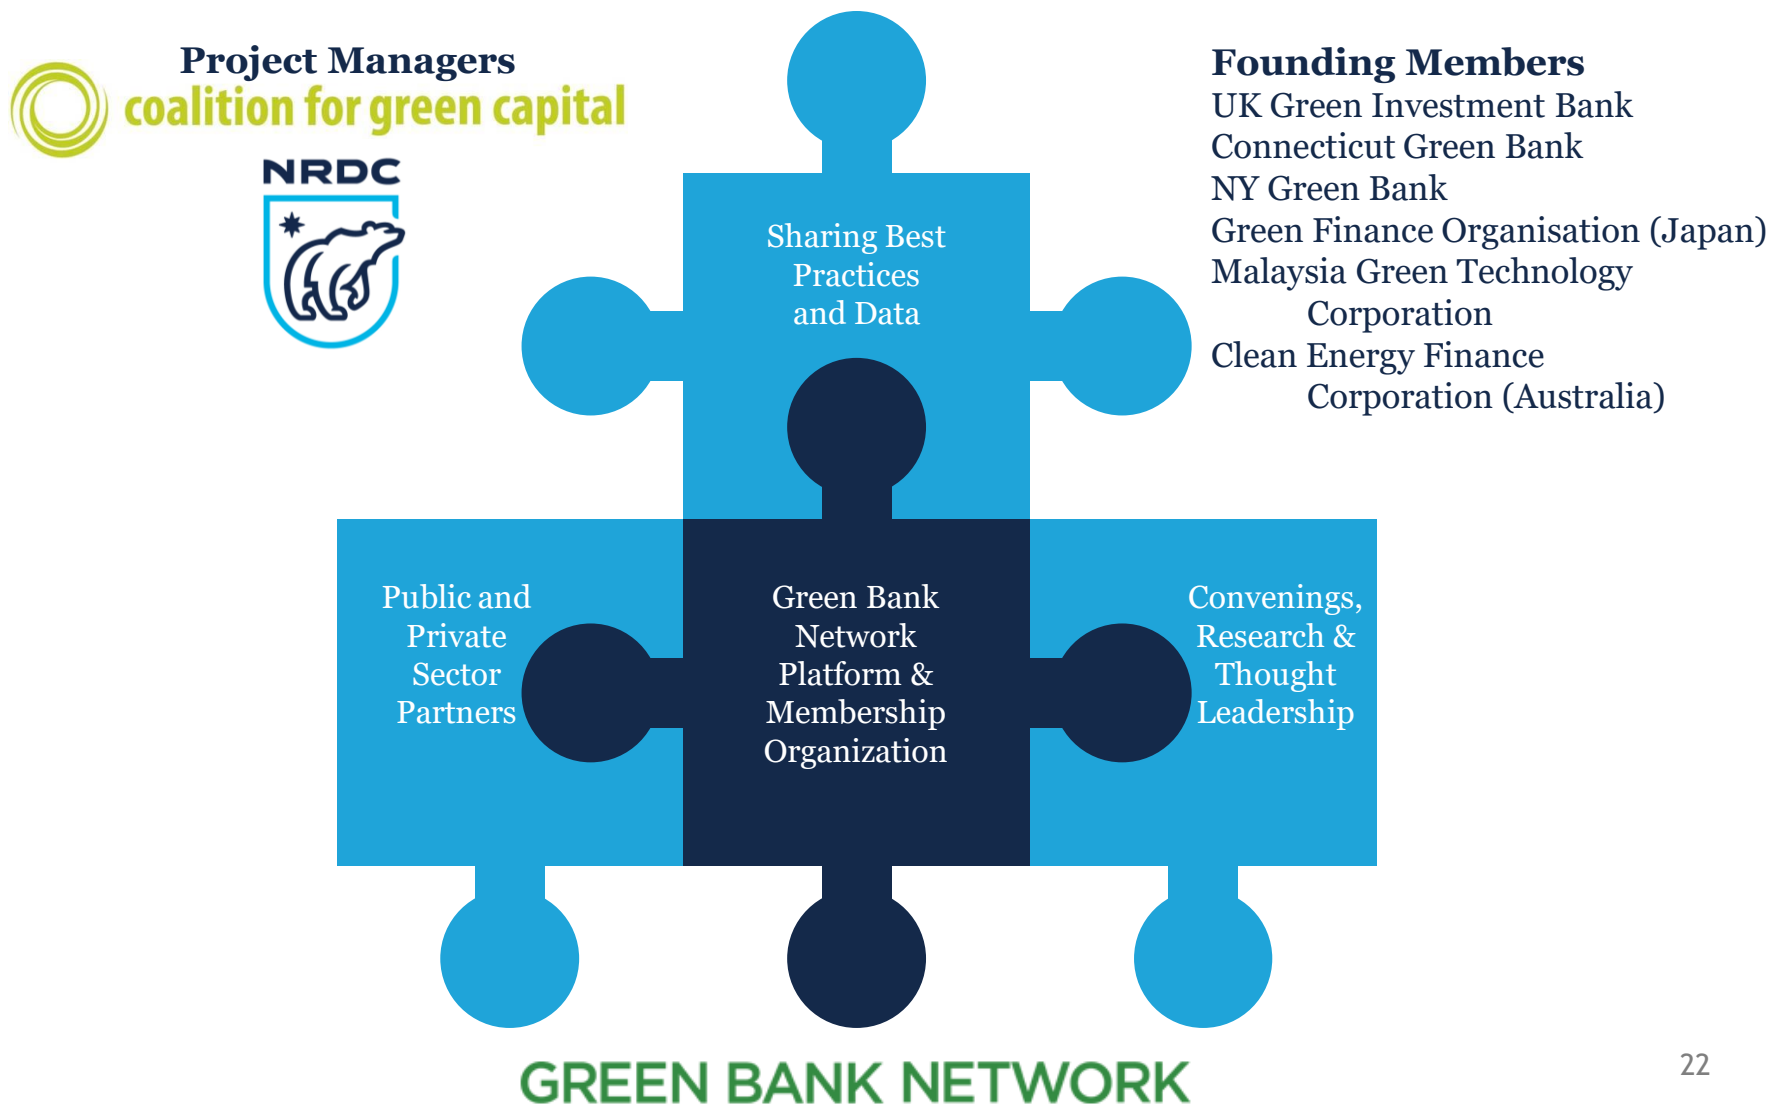 Project Managers
coalition for green capital
NRDC
Founding Members
UK Green Investment Bank
Connecticut Green Bank
NY Green Bank
Green Finance Organisation (Japan)
Malaysia Green Technology
Corporation
Clean Energy Finance
Corporation (Australia)
Sharing Best
Practices
and Data
Public and
Private
Sector
Partners
Green Bank
Network
Platform &
Membership
Organization
Convenings,
Research &
Thought
Leadership
GREEN BANK NETWORK
22